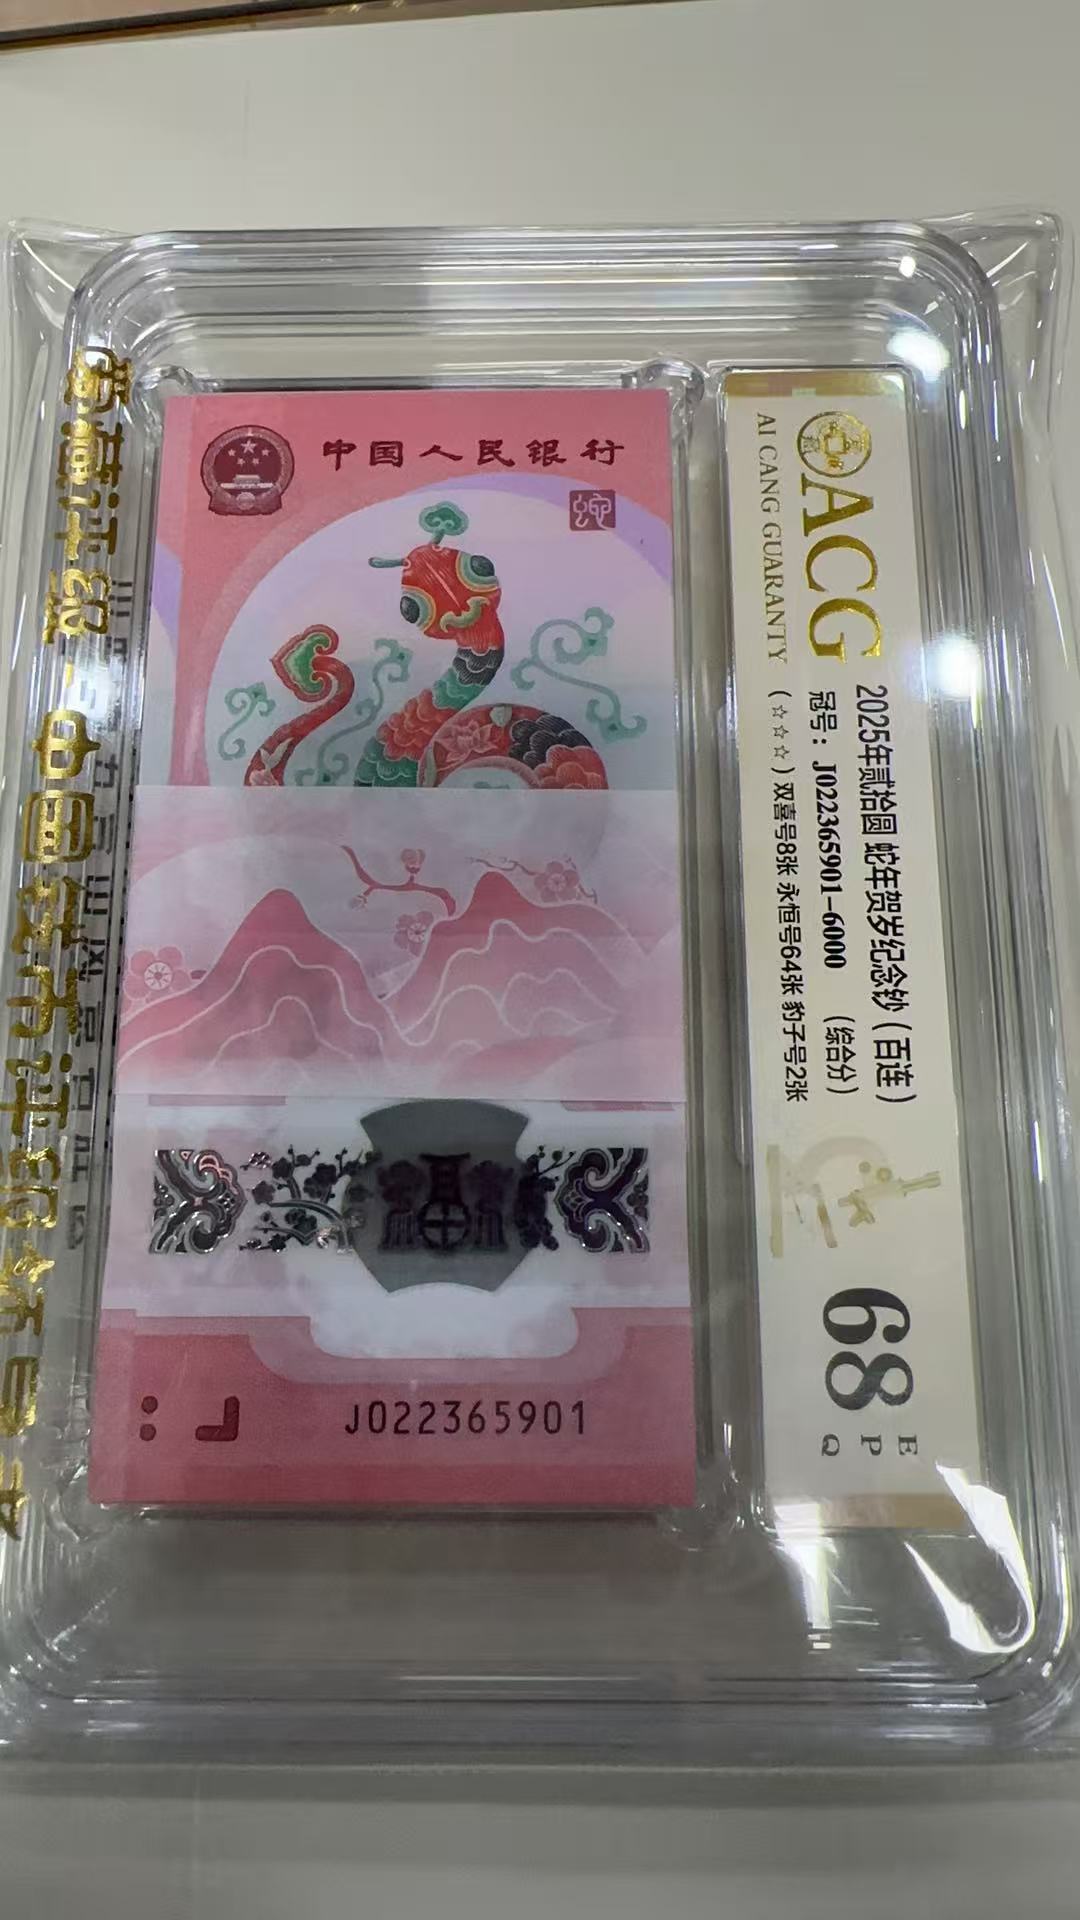 中国人民银行
蛇
J022365901
ACG
AI CANG GUARANTY
2025年贰拾圆 蛇年贺岁纪念钞（百连）
冠号：J022365901-6000 （综合分）
（☆☆☆）双喜号8张 永恒号64张 豹子号2张
68
E
P
Q
爱藏评级-中国钱币评级标志品牌